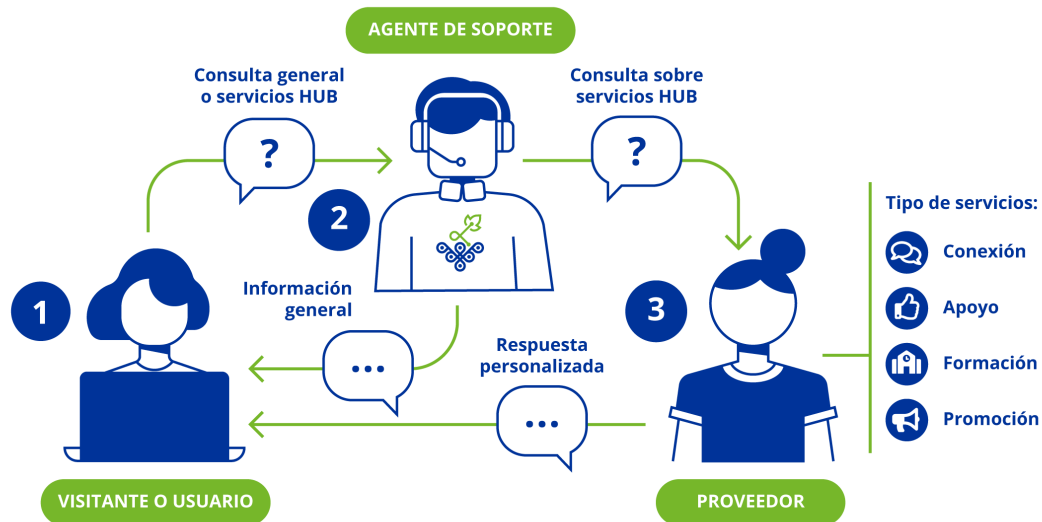 AGENTE DE SOPORTE
Consulta general
o servicios HUB
?
Consulta sobre
servicios HUB
?
2
Tipo de servicios:
Conexión
Apoyo
Formación
Promoción
1
Información
general
...
3
Respuesta
personalizada
...
VISITANTE O USUARIO
PROVEEDOR